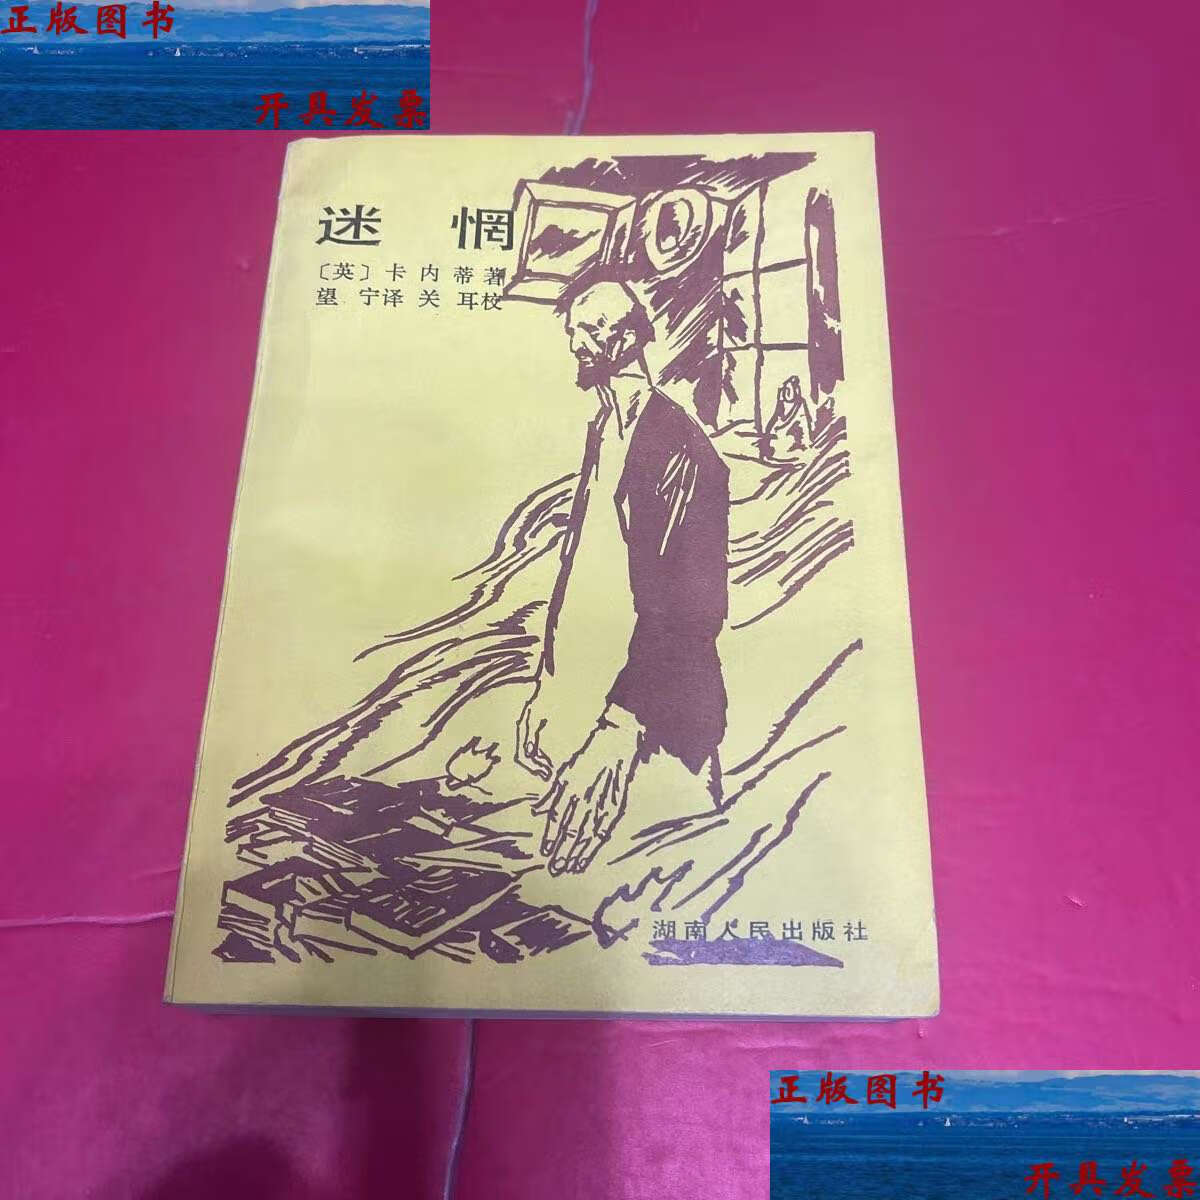 正版图书
开具发票
迷惘
〔英〕卡内蒂著
望宁译 关耳校
湖南人民出版社
正版图书
开具发票